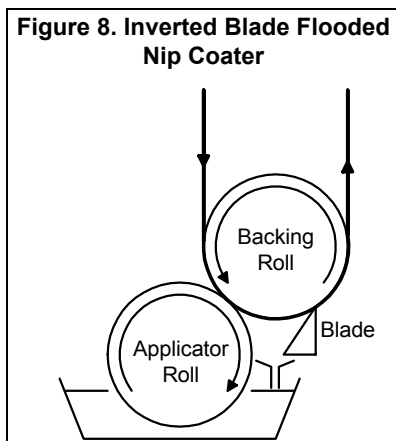 Figure 8. Inverted Blade Flooded
Nip Coater
Backing
Roll
Blade
Applicator
Roll